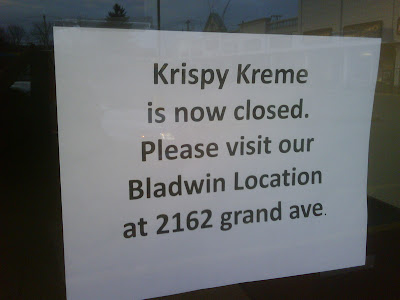 Krispy Kreme
is now closed.
Please visit our
Bladwin Location
at 2162 grand ave.